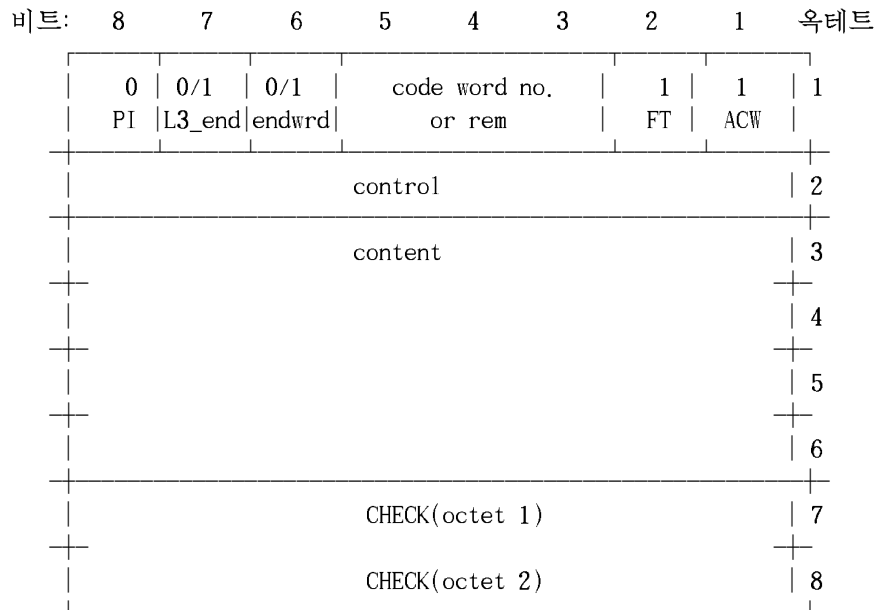 비트: 8 7 6 5 4 3 2 1 옥테트
0 0/1 0/1 code word no. 1 1 1
PI L3_end endwrd or rem FT ACW
control 2
content 3
4
5
6
CHECK(octet 1) 7
CHECK(octet 2) 8